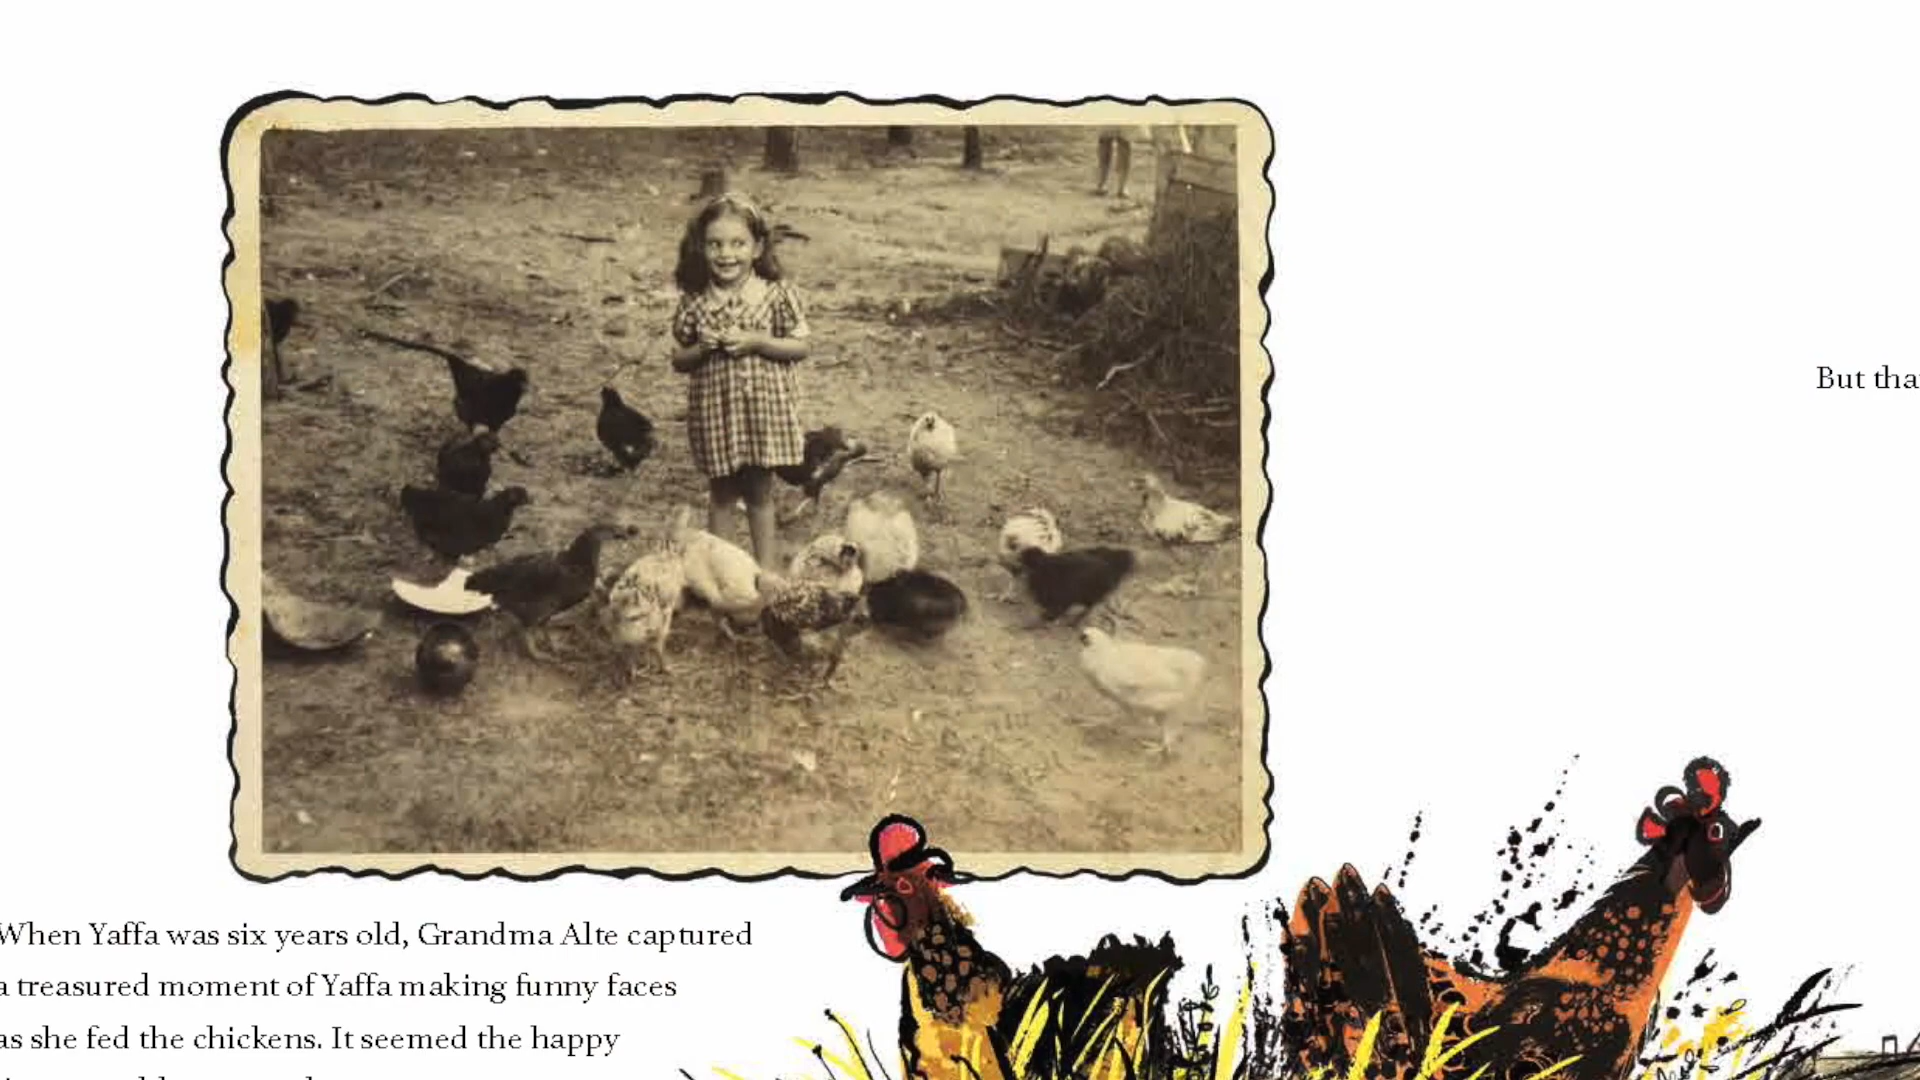 When Yaffa was six years old, Grandma Alte captured
a treasured moment of Yaffa making funny faces
as she fed the chickens. It seemed the happy
But tha